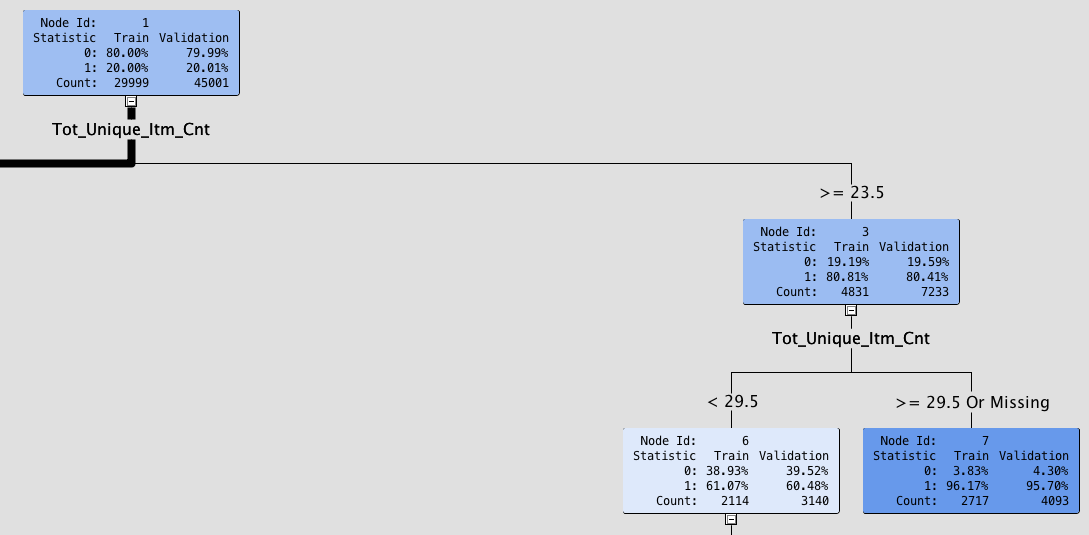 Node Id: 1
Statistic Train Validation
0: 80.00% 79.99%
1: 20.00% 20.01%
Count: 29999 45001
Tot_Unique_Itm_Cnt
>= 23.5
Node Id: 3
Statistic Train Validation
0: 19.19% 19.59%
1: 80.81% 80.41%
Count: 4831 7233
Tot_Unique_Itm_Cnt
< 29.5
>= 29.5 Or Missing
Node Id: 6
Statistic Train Validation
0: 38.93% 39.52%
1: 61.07% 60.48%
Count: 2114 3140
Node Id: 7
Statistic Train Validation
0: 3.83% 4.30%
1: 96.17% 95.70%
Count: 2717 4093